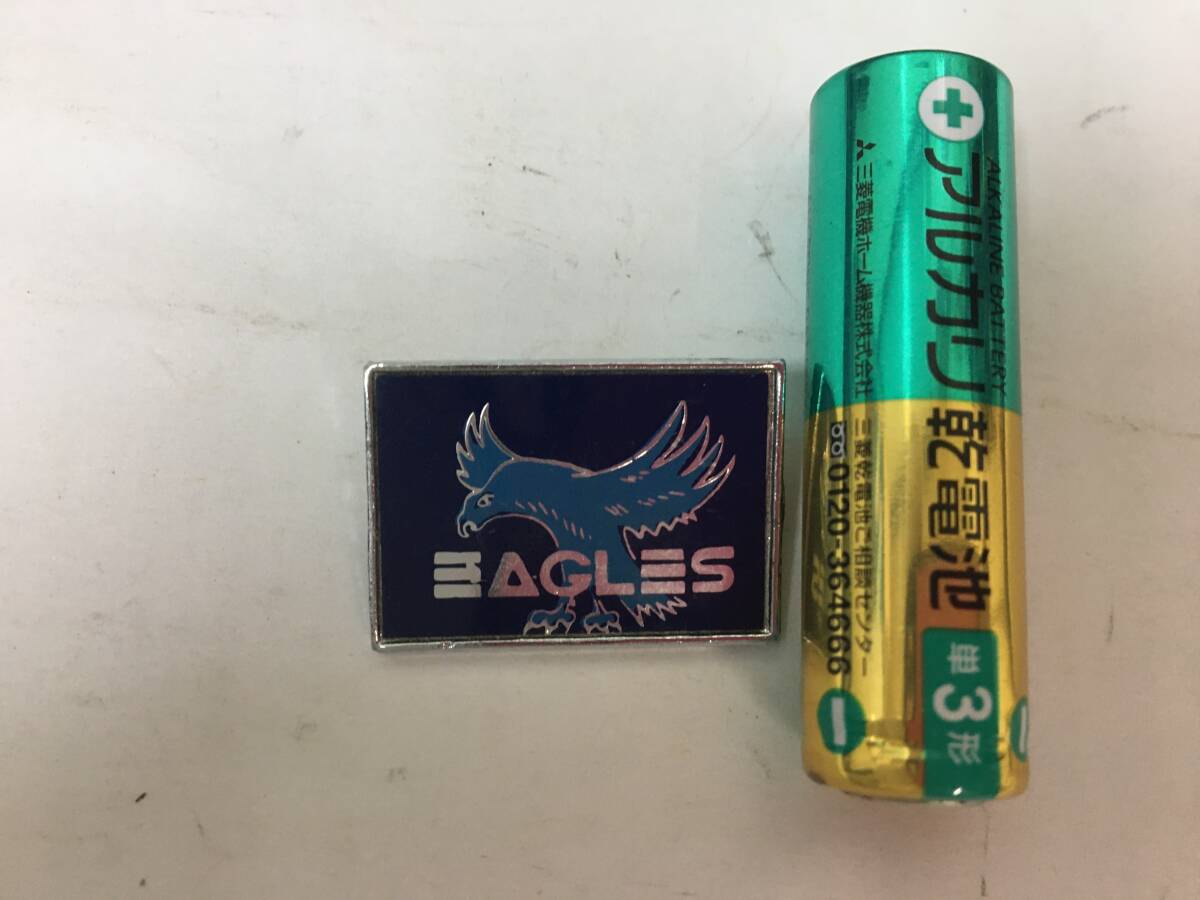 EAGLES
ALKALINE BATTERY
アルカリ乾電池
単3形
三菱電機ホーム機器株式会社
三菱乾電池ご相談センター
0120-364666